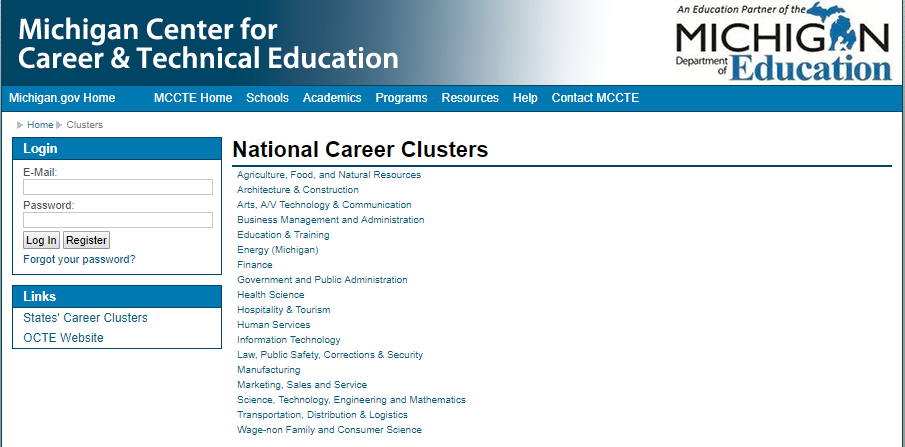 Michigan Center for
Career & Technical Education
An Education Partner of the
MICHIGAN
Department of Education
Michigan.gov Home MCCTE Home Schools Academics Programs Resources Help Contact MCCTE
Home Clusters
Login
E-Mail:
Password:
Log In Register
Forgot your password?
Links
States' Career Clusters
OCTE Website
National Career Clusters
Agriculture, Food, and Natural Resources
Architecture & Construction
Arts, A/V Technology & Communication
Business Management and Administration
Education & Training
Energy (Michigan)
Finance
Government and Public Administration
Health Science
Hospitality & Tourism
Human Services
Information Technology
Law, Public Safety, Corrections & Security
Manufacturing
Marketing, Sales and Service
Science, Technology, Engineering and Mathematics
Transportation, Distribution & Logistics
Wage-non Family and Consumer Science